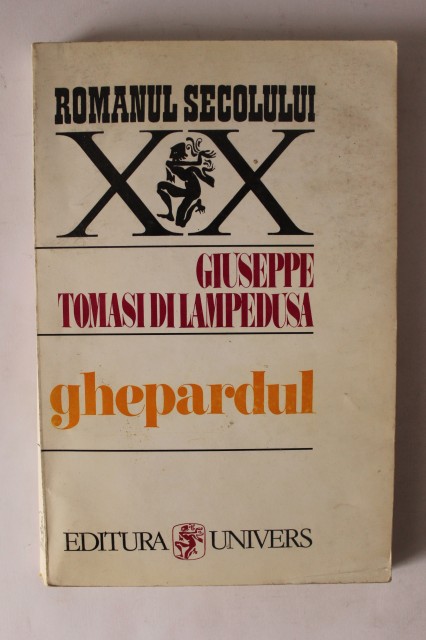 ROMANUL SECOLULUI
XX
GIUSEPPE
TOMASI DI LAMPEDUSA
ghepardul
EDITURA UNIVERS